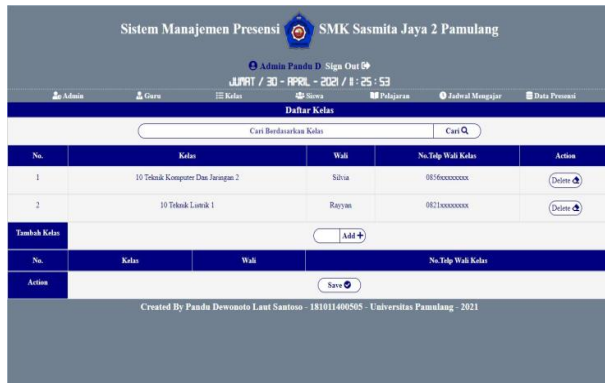 Sistem Manajemen Presensi SMK Sasmita Jaya 2 Pamulang
Admin Pandu D Sign Out
JUMAT / 30 - APRIL - 2021 / 11 : 25 : 53
Admin Guru Kelas Siswa Pelajaran Jadwal Mengajar Data Presensi
Daftar Kelas
Cari Berdasarkan Kelas Cari
No. Kelas Wali No.Telp Wali Kelas Action
1 10 Teknik Komputer Dan Jaringan 2 Silvia 0856xxxxxxxx Delete
2 10 Teknik Listrik 1 Rayyan 0821xxxxxxxx Delete
Tambah Kelas Add
No. Kelas Wali No.Telp Wali Kelas
Action Save
Created By Pandu Dewonoto Laut Santoso - 181011400505 - Universitas Pamulang - 2021